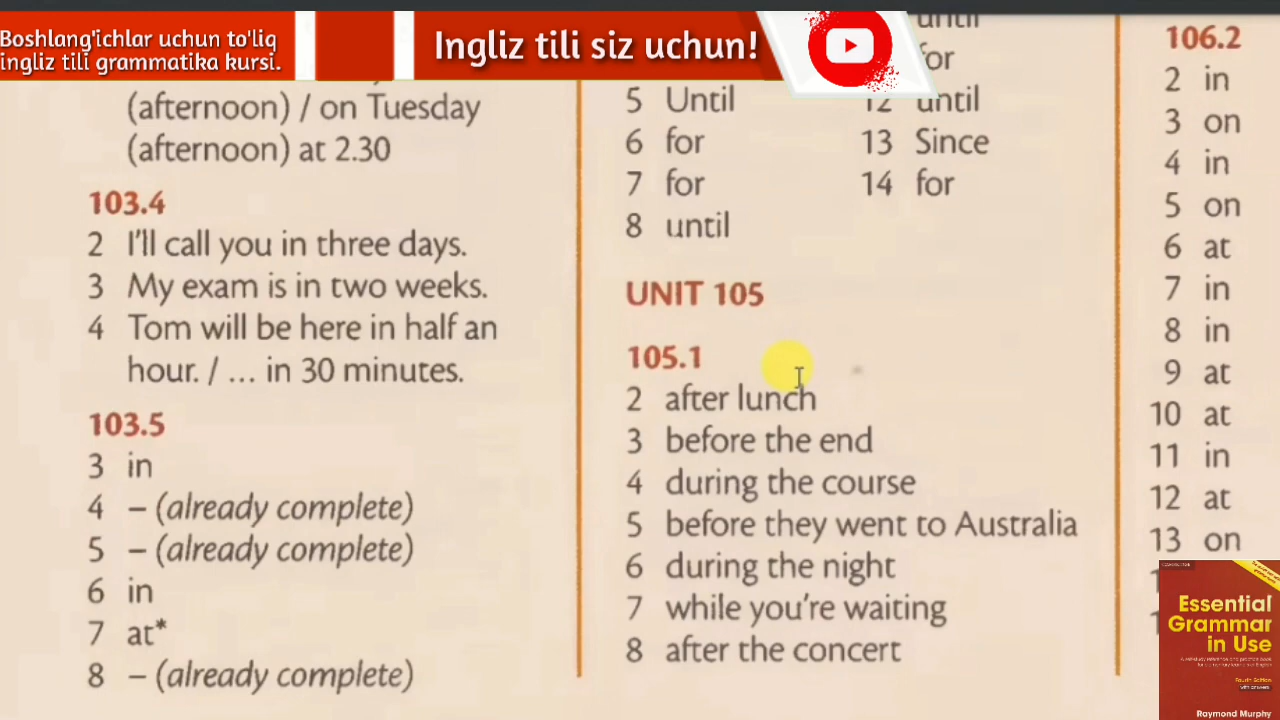 Boshlang'ichlar uchun to'liq
ingliz tili grammatika kursi.
Ingliz tili siz uchun!
(afternoon) / on Tuesday
(afternoon) at 2.30
103.4
2 I'll call you in three days.
3 My exam is in two weeks.
4 Tom will be here in half an
hour. / ... in 30 minutes.
103.5
3 in
4 – (already complete)
5 – (already complete)
6 in
7 at*
8 – (already complete)
until
for
5 Until 12 until
6 for 13 Since
7 for 14 for
8 until
UNIT 105
105.1
2 after lunch
3 before the end
4 during the course
5 before they went to Australia
6 during the night
7 while you're waiting
8 after the concert
106.2
2 in
3 on
4 in
5 on
6 at
7 in
8 in
9 at
10 at
11 in
12 at
13 on
Essential
Grammar
in Use
Fourth Edition
with answers
Raymond Murphy